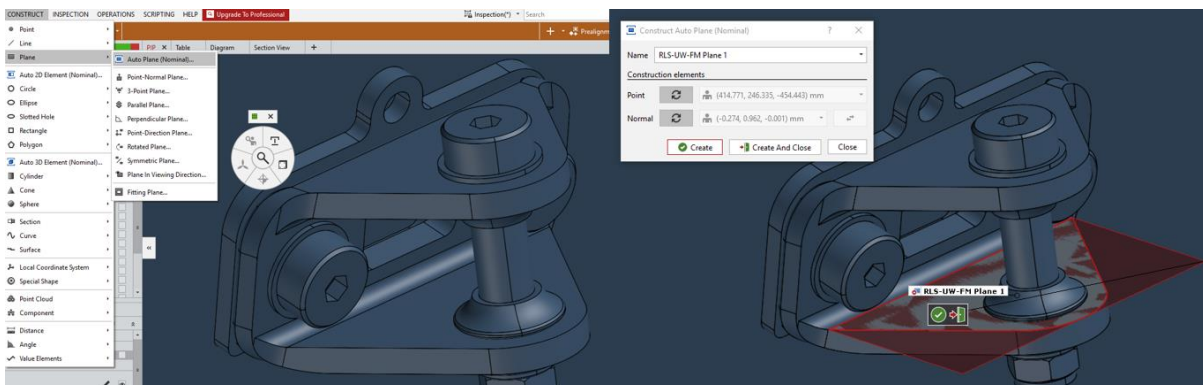 CONSTRUCT INSPECTION OPERATIONS SCRIPTING HELP Upgrade To Professional
Inspection(*) Search
Point
Line
Plane
Auto 2D Element (Nominal)...
Circle
Ellipse
Slotted Hole
Rectangle
Polygon
Auto 3D Element (Nominal)...
Cylinder
Cone
Sphere
Section
Curve
Surface
Local Coordinate System
Special Shape
Point Cloud
Component
Distance
Angle
Value Elements
+ Prealignm
PIP Table Diagram Section View +
Auto Plane (Nominal)...
Point-Normal Plane...
3-Point Plane...
Parallel Plane...
Perpendicular Plane...
Point-Direction Plane...
Rotated Plane...
Symmetric Plane...
Plane In Viewing Direction...
Fitting Plane...
Construct Auto Plane (Nominal) ? ×
Name RLS-UW-FM Plane 1
Construction elements
Point (414.771, 246.335, -454.443) mm
Normal (-0.274, 0.962, -0.001) mm
Create Create And Close Close
RLS-UW-FM Plane 1